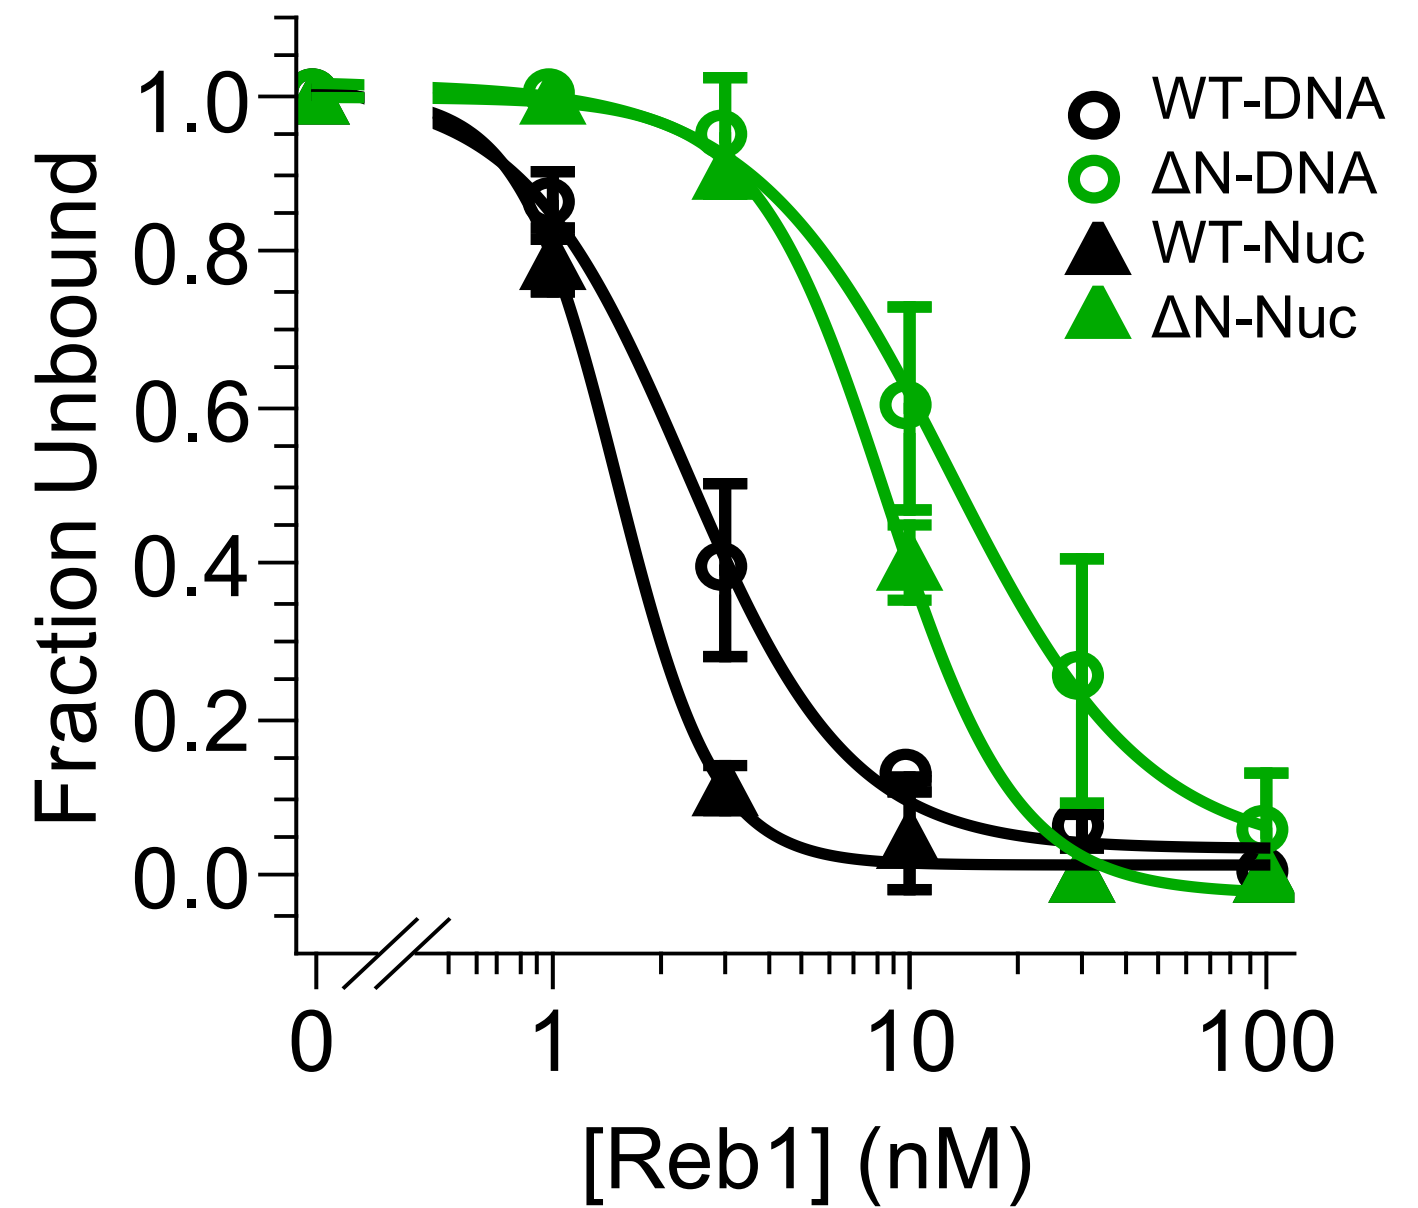 WT-DNA
ΔN-DNA
WT-Nuc
ΔN-Nuc
Fraction Unbound
1.0
0.8
0.6
0.4
0.2
0.0
0 1 10 100
[Reb1] (nM)